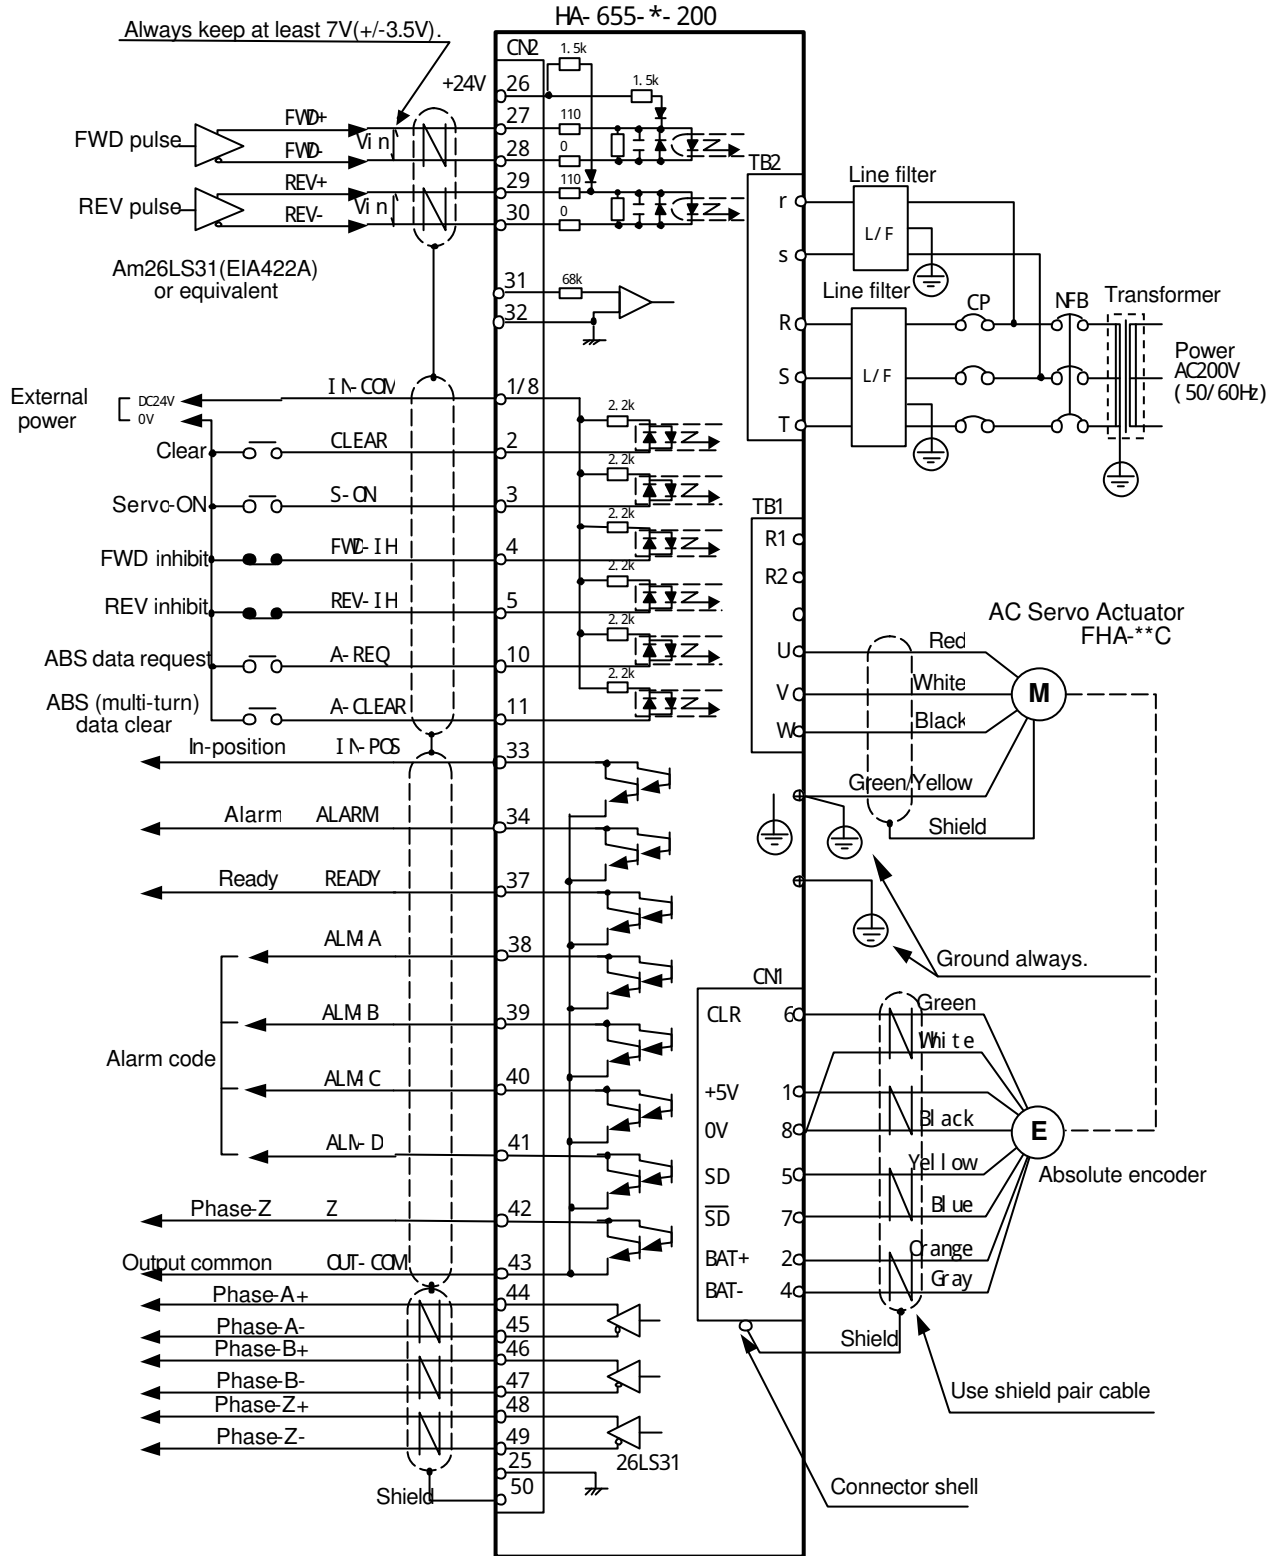 HA-655-*-200
Always keep at least 7V(+/-3.5V).
CN2
1.5k
+24V
26
1.5k
FWD pulse
FWD+
FWD-
Vin
27
110
28
0
REV pulse
REV+
REV-
Vin
29
110
30
0
Am26LS31(EIA422A)
or equivalent
31
68k
32
TB2
r
s
R
S
T
Line filter
L/F
Line filter
L/F
CP
NFB
Transformer
Power
AC200V
(50/60Hz)
External
power
DC24V
0V
IN-COM
1/8
2.2k
Clear
CLEAR
2
2.2k
Servo-ON
S-ON
3
2.2k
FWD inhibit
FWD-IH
4
2.2k
REV inhibit
REV-IH
5
2.2k
ABS data request
A-REQ
10
2.2k
ABS (multi-turn)
data clear
A-CLEAR
11
TB1
R1
R2
U
V
W
AC Servo Actuator
FHA-**C
Red
White
Black
M
Green/Yellow
Shield
Ground always.
In-position
IN-POS
33
Alarm
ALARM
34
Ready
READY
37
ALM-A
38
ALM-B
39
Alarm code
ALM-C
40
ALM-D
41
Phase-Z
Z
42
Output common
OUT-COM
43
CN1
CLR
6
Green
White
+5V
1
0V
8
Black
E
Absolute encoder
SD
5
Yellow
SD
7
Blue
BAT+
2
Orange
BAT-
4
Gray
Shield
Use shield pair cable
Connector shell
Phase-A+
44
Phase-A-
45
Phase-B+
46
Phase-B-
47
Phase-Z+
48
Phase-Z-
49
26LS31
25
Shield
50